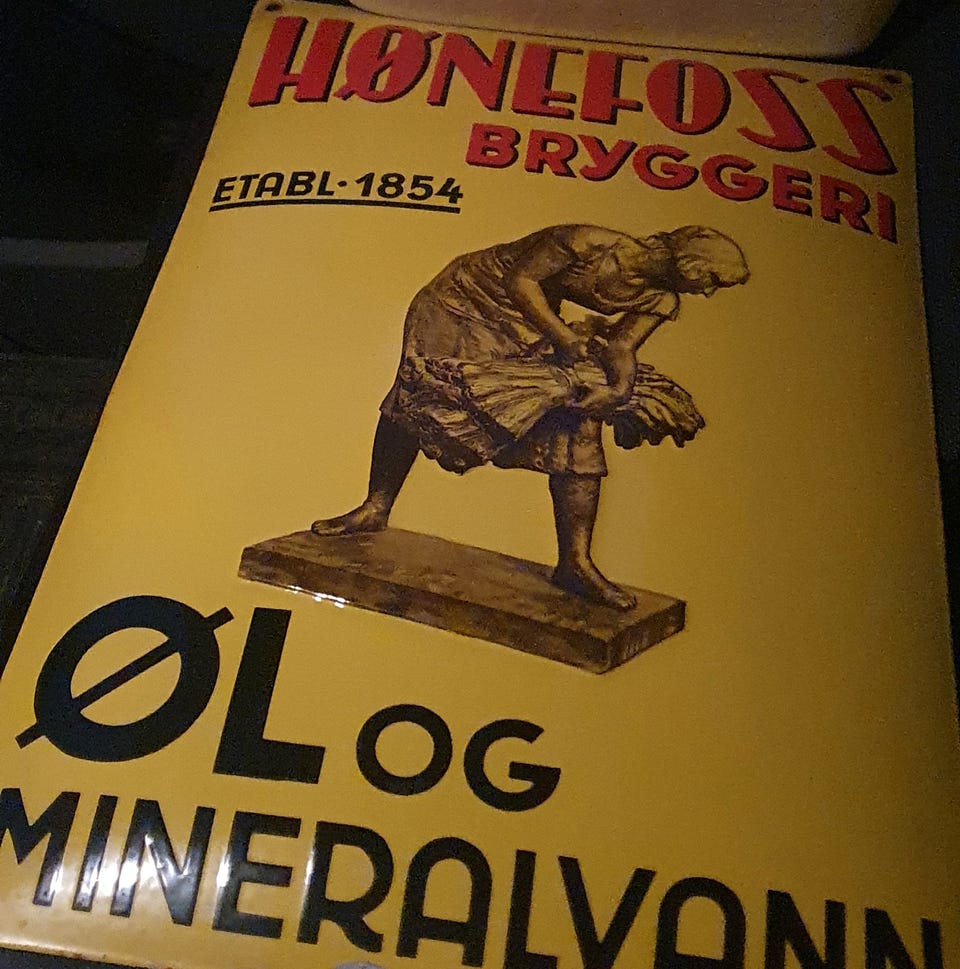 HØNEFOSS
BRYGGERI
ETABL·1854
ØL OG
MINERALVANN